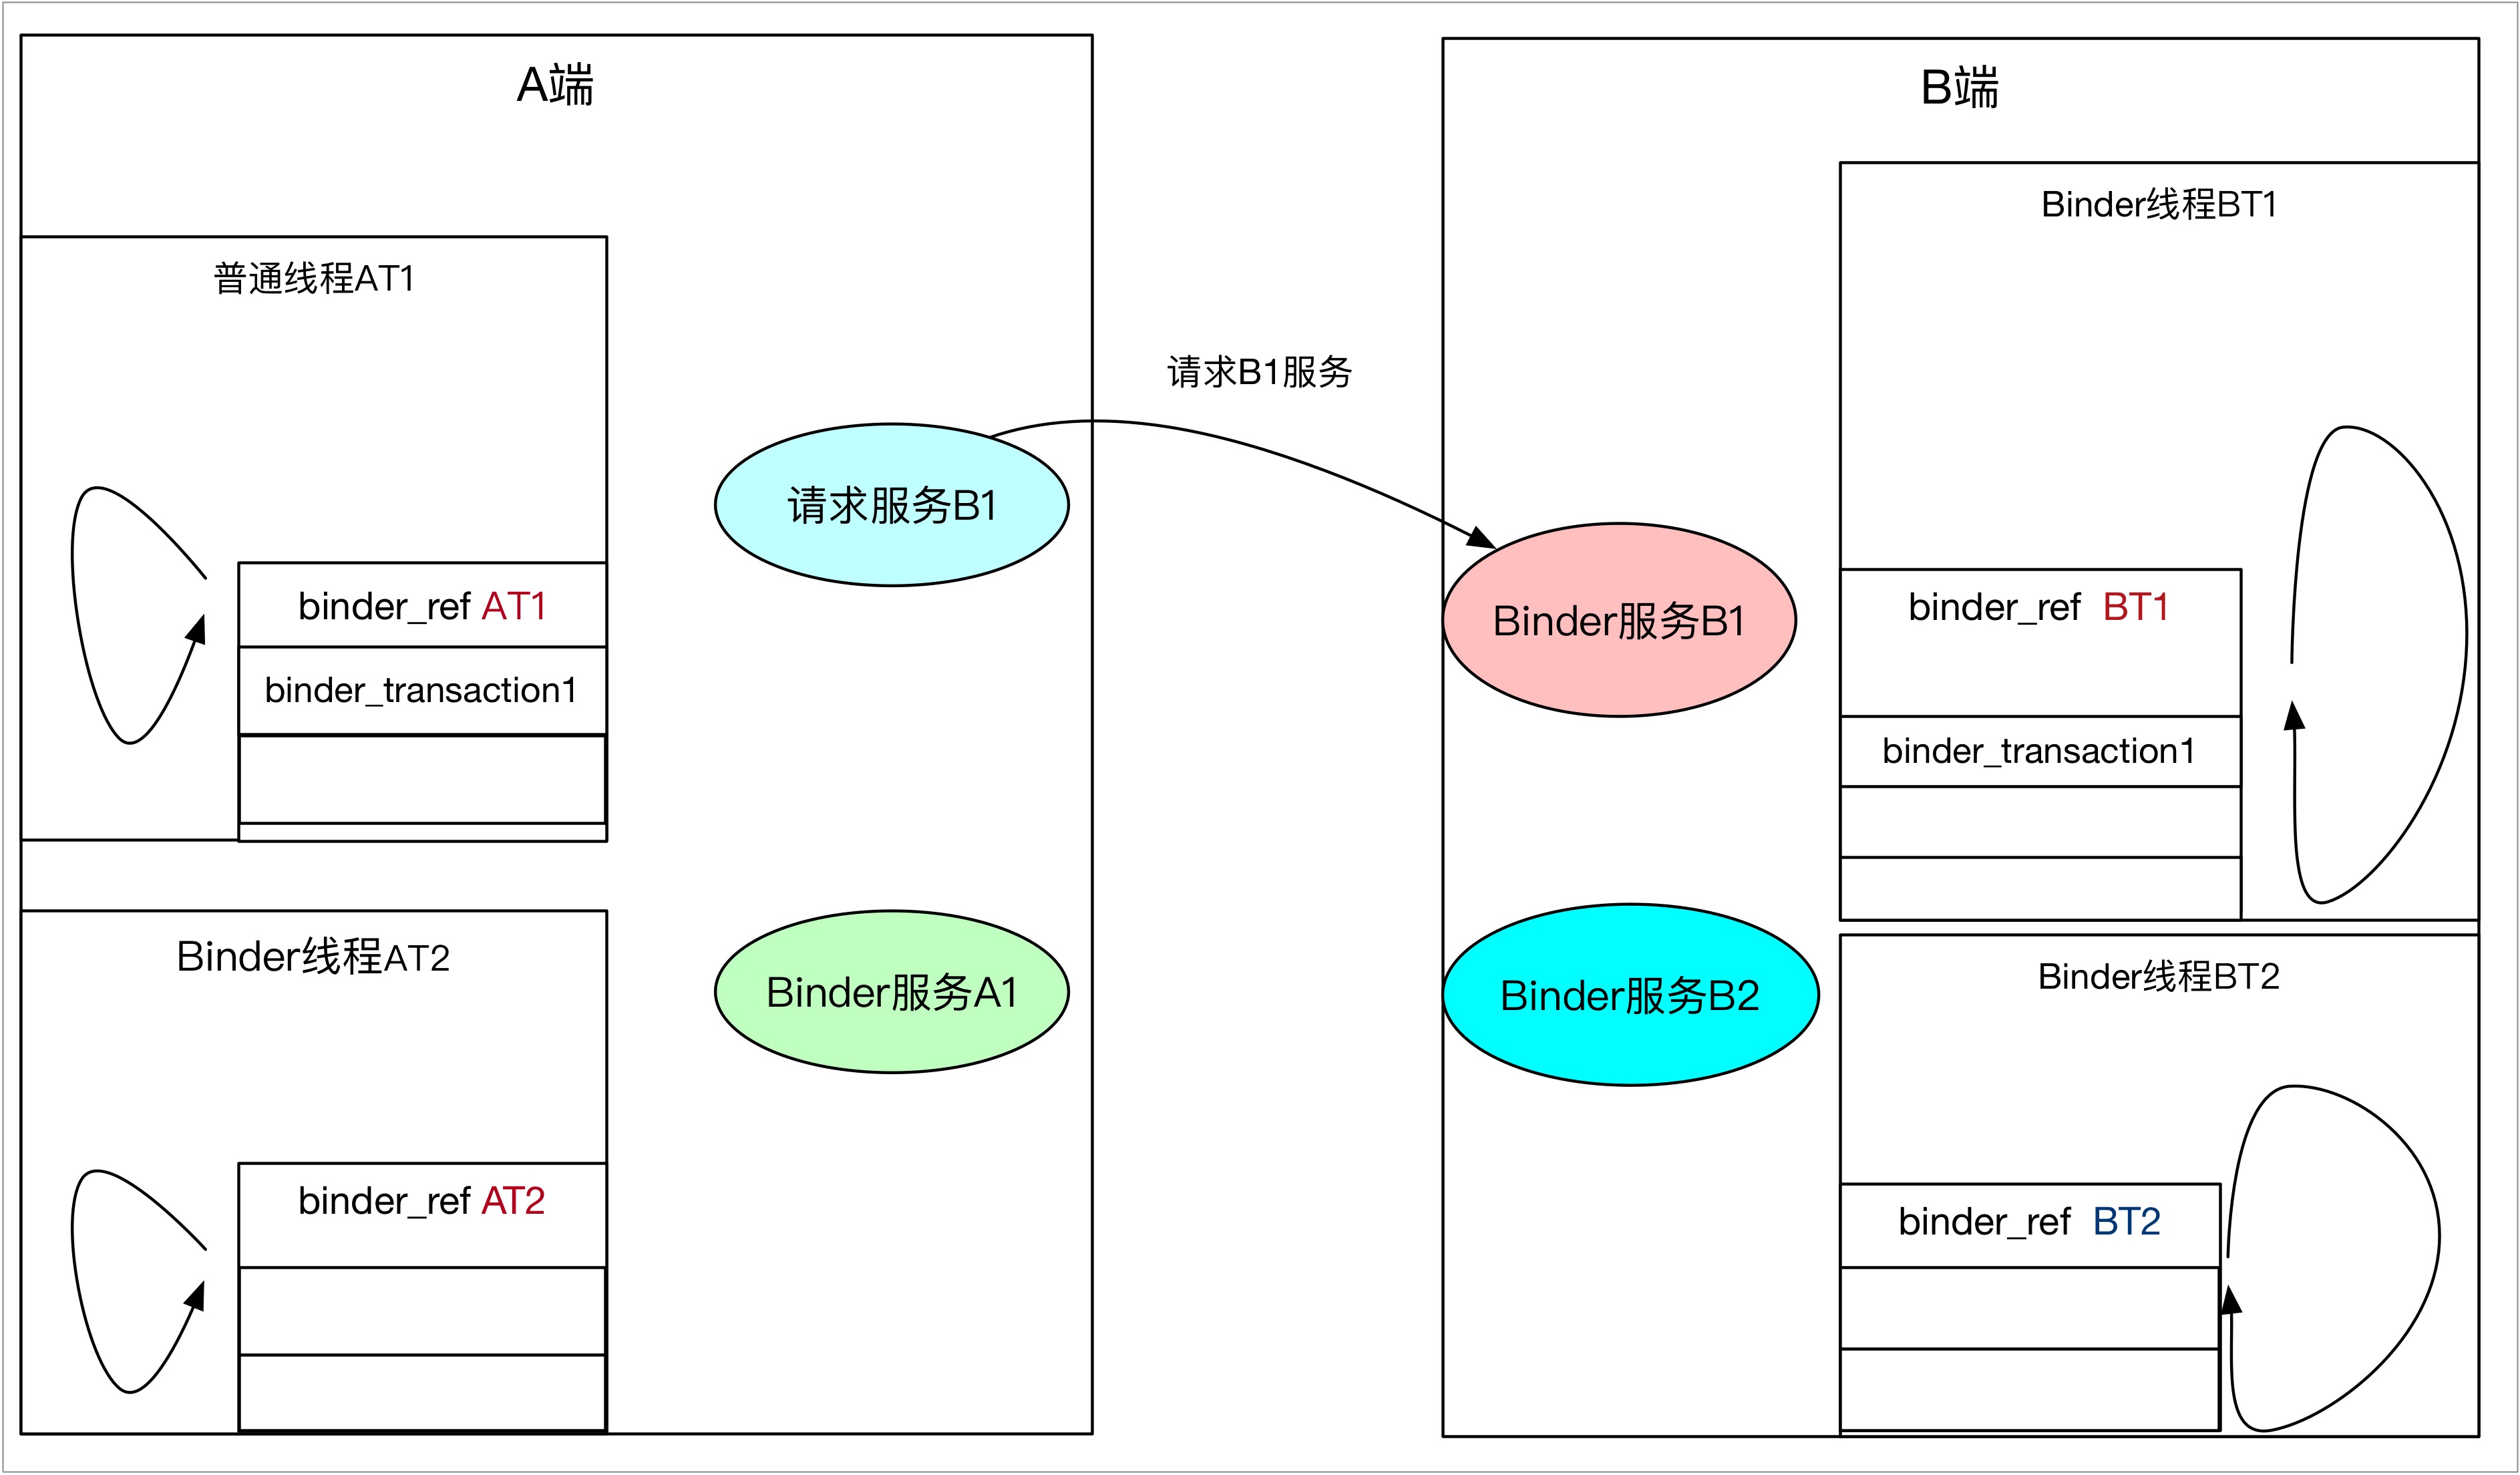 A端
普通线程AT1
binder_ref AT1
binder_transaction1
请求服务B1
Binder线程AT2
binder_ref AT2
Binder服务A1
请求B1服务
B端
Binder服务B1
Binder线程BT1
binder_ref BT1
binder_transaction1
Binder服务B2
Binder线程BT2
binder_ref BT2